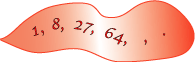 1, 8, 27, 64, , .